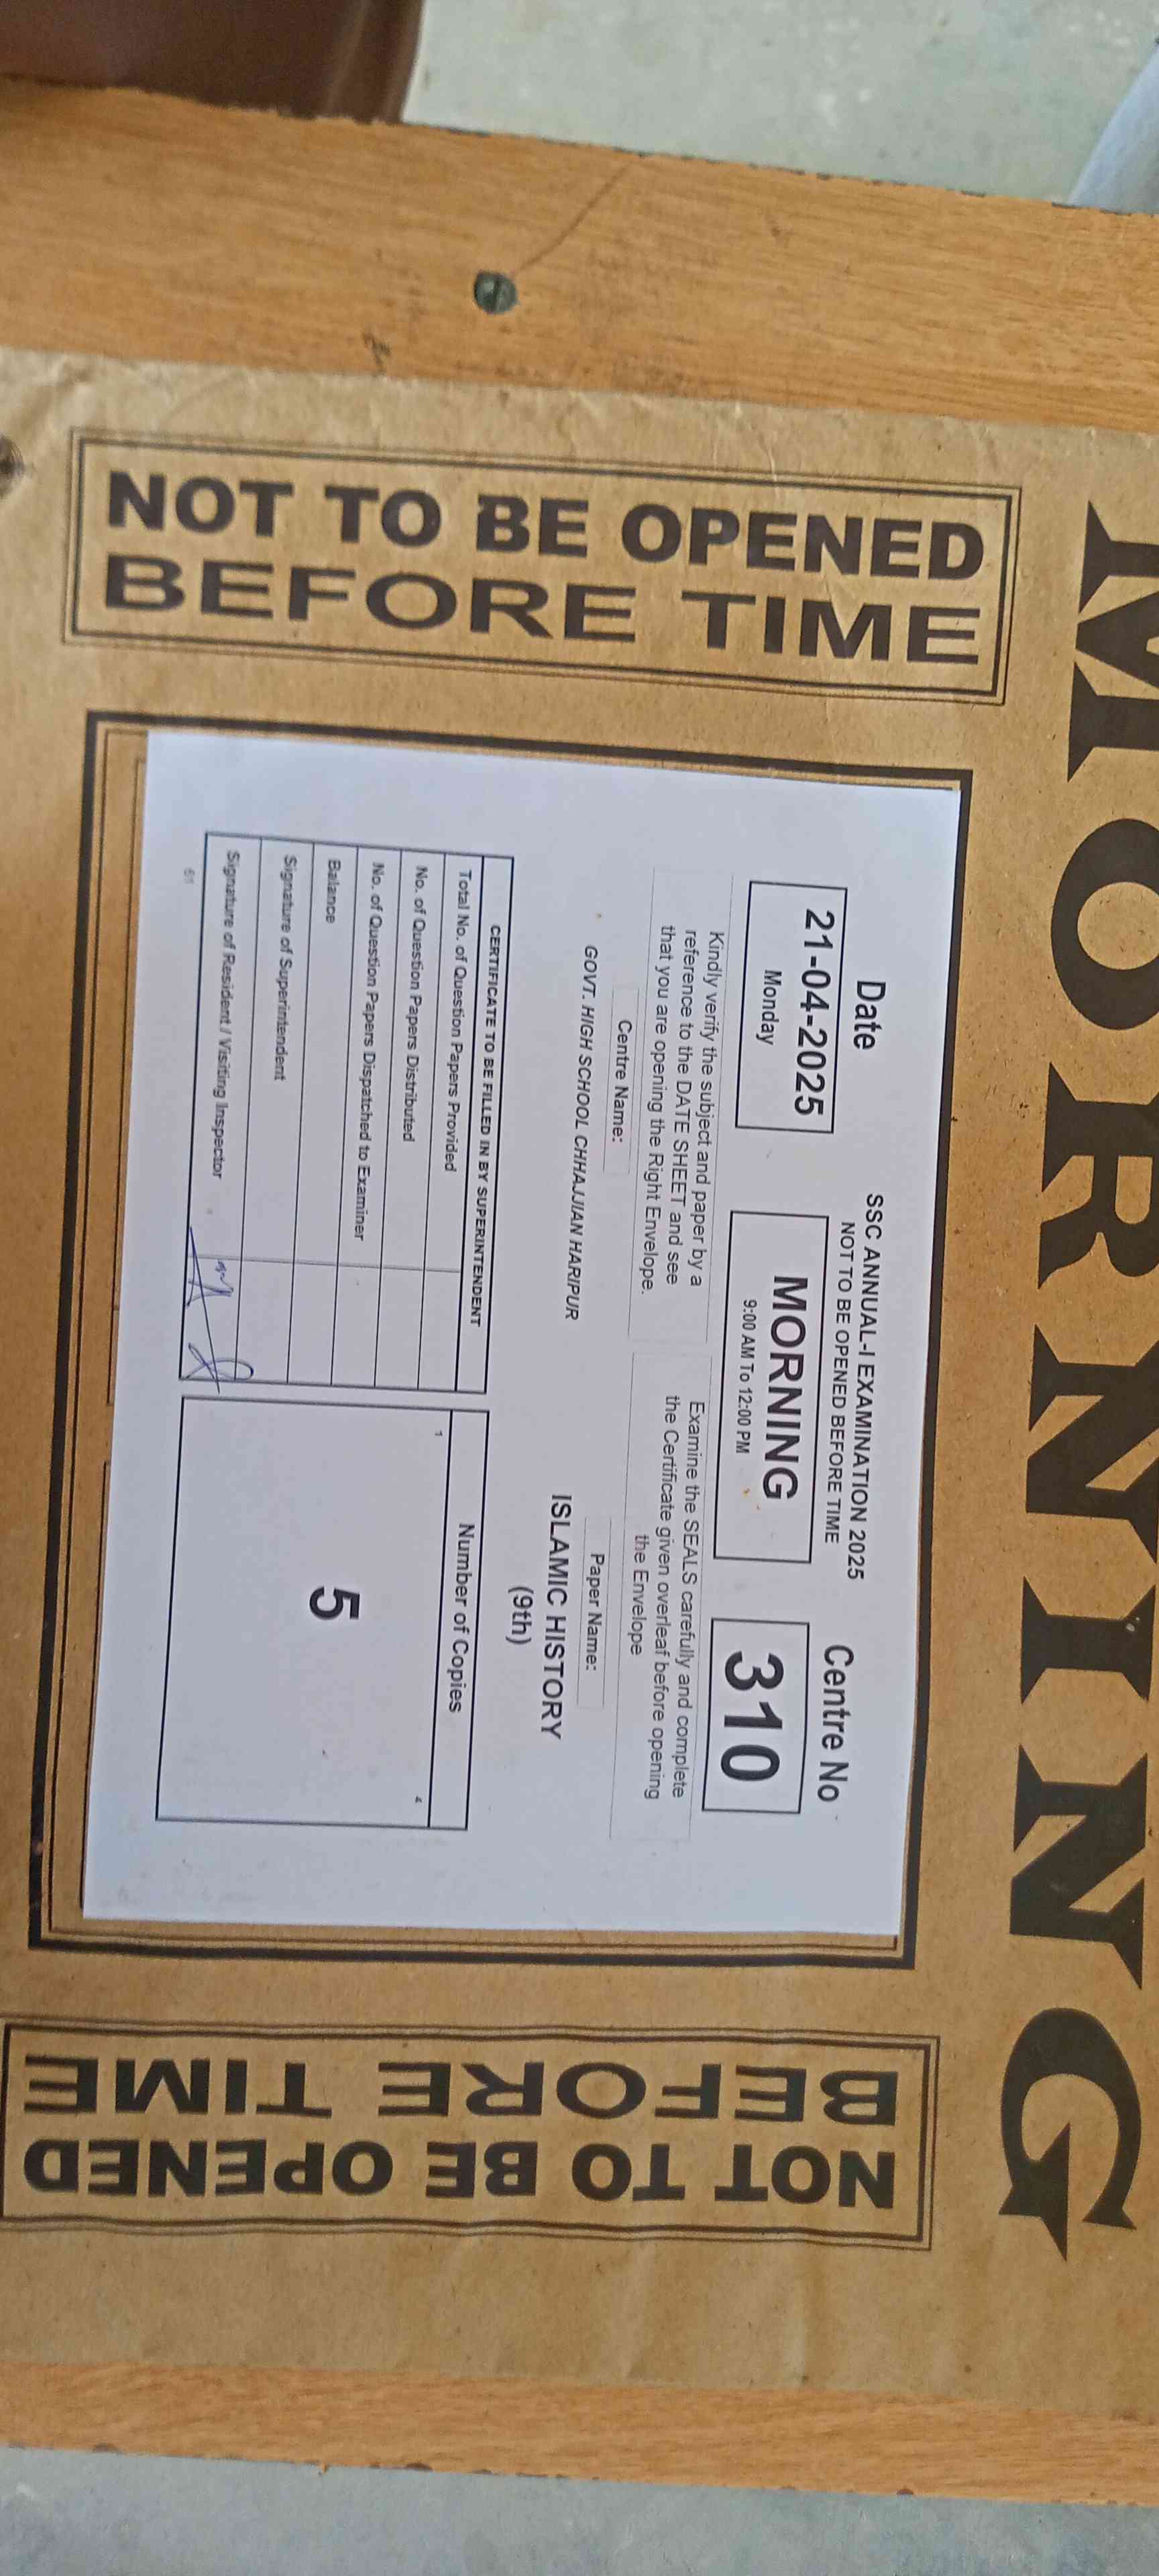 MORNING
NOT TO BE OPENED
BEFORE TIME
SSC ANNUAL-I EXAMINATION 2025
NOT TO BE OPENED BEFORE TIME
Date
21-04-2025
Monday
MORNING
9:00 AM To 12:00 PM
Centre No
310
Kindly verify the subject and paper by a
reference to the DATE SHEET and see
that you are opening the Right Envelope.
Examine the SEALS carefully and complete
the Certificate given overleaf before opening
the Envelope
Centre Name:
GOVT. HIGH SCHOOL CHHAJJIAN HARIPUR
Paper Name:
ISLAMIC HISTORY
(9th)
CERTIFICATE TO BE FILLED IN BY SUPERINTENDENT
Total No. of Question Papers Provided
No. of Question Papers Distributed
No. of Question Papers Dispatched to Examiner
Balance
Signature of Superintendent
Signature of Resident / Visiting Inspector
Number of Copies
1
4
5
NOT TO BE OPENED
BEFORE TIME